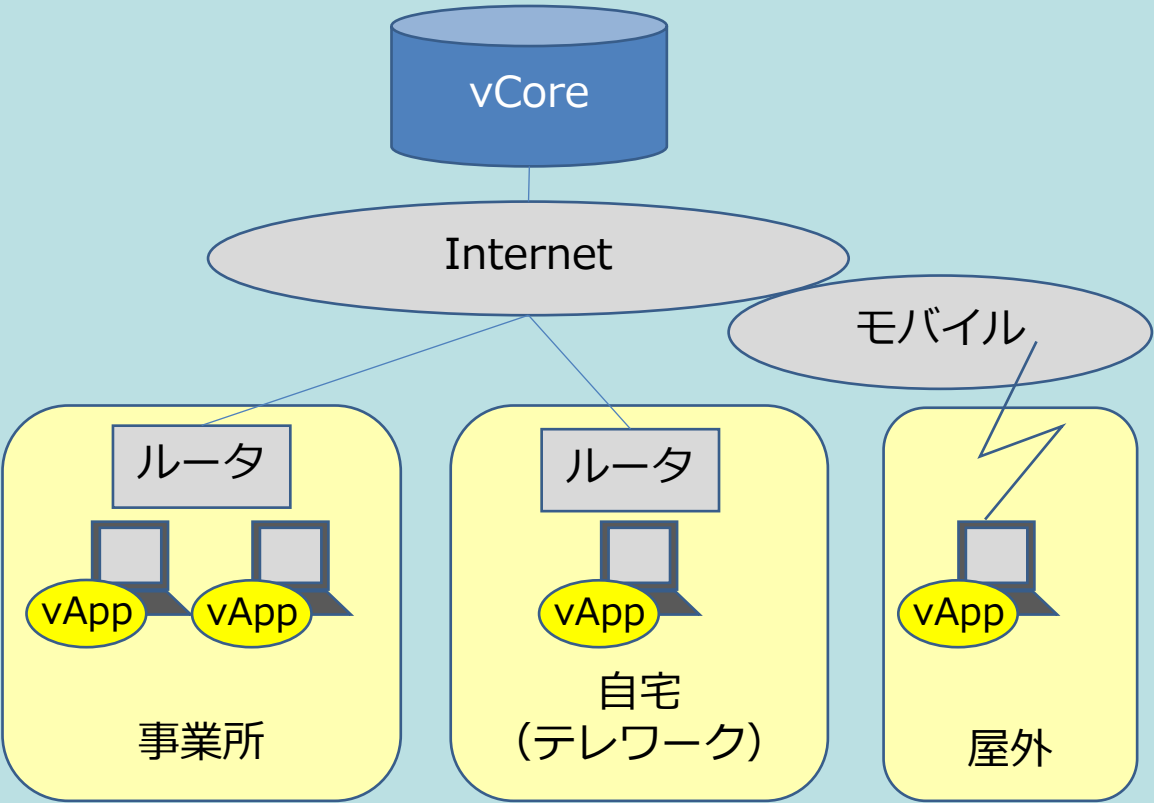 vCore
Internet
モバイル
ルータ
ルータ
vApp
vApp
vApp
vApp
事業所
自宅
（テレワーク）
屋外